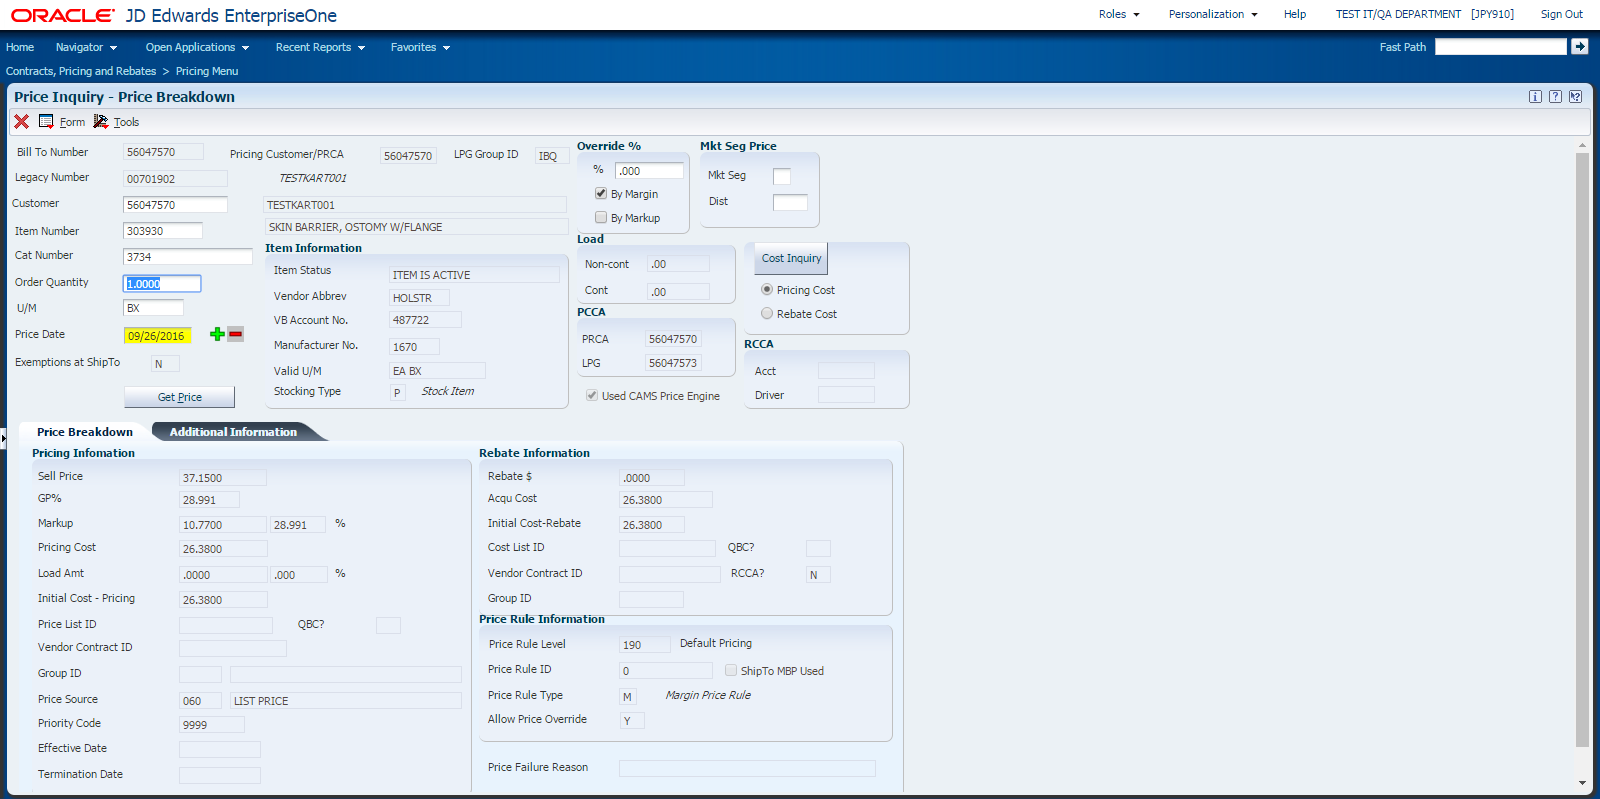 ORACLE JD Edwards EnterpriseOne
Roles Personalization Help TEST IT/QA DEPARTMENT [JPY910] Sign Out
Home Navigator Open Applications Recent Reports Favorites Fast Path
Contracts, Pricing and Rebates > Pricing Menu
Price Inquiry - Price Breakdown
Form Tools
Bill To Number 56047570 Pricing Customer/PRCA 56047570 LPG Group ID IBQ
Legacy Number 00701902 TESTKART001
Customer 56047570 TESTKART001
Item Number 303930 SKIN BARRIER, OSTOMY W/FLANGE
Cat Number 3734
Order Quantity 1.0000
U/M BX
Price Date 09/26/2016
Exemptions at ShipTo N
Get Price
Item Information
Item Status ITEM IS ACTIVE
Vendor Abbrev HOLSTR
VB Account No. 487722
Manufacturer No. 1670
Valid U/M EA BX
Stocking Type P Stock Item
Override %
% .000
By Margin
By Markup
Mkt Seg Price
Mkt Seg
Dist
Load
Non-cont .00
Cont .00
PCCA
PRCA 56047570
LPG 56047573
Used CAMS Price Engine
Cost Inquiry
Pricing Cost
Rebate Cost
RCCA
Acct
Driver
Price Breakdown Additional Information
Pricing Infomation
Sell Price 37.1500
GP% 28.991
Markup 10.7700 28.991 %
Pricing Cost 26.3800
Load Amt .0000 .000 %
Initial Cost - Pricing 26.3800
Price List ID QBC?
Vendor Contract ID
Group ID
Price Source 060 LIST PRICE
Priority Code 9999
Effective Date
Termination Date
Rebate Information
Rebate $ .0000
Acqu Cost 26.3800
Initial Cost-Rebate 26.3800
Cost List ID QBC?
Vendor Contract ID RCCA? N
Group ID
Price Rule Information
Price Rule Level 190 Default Pricing
Price Rule ID 0 ShipTo MBP Used
Price Rule Type M Margin Price Rule
Allow Price Override Y
Price Failure Reason